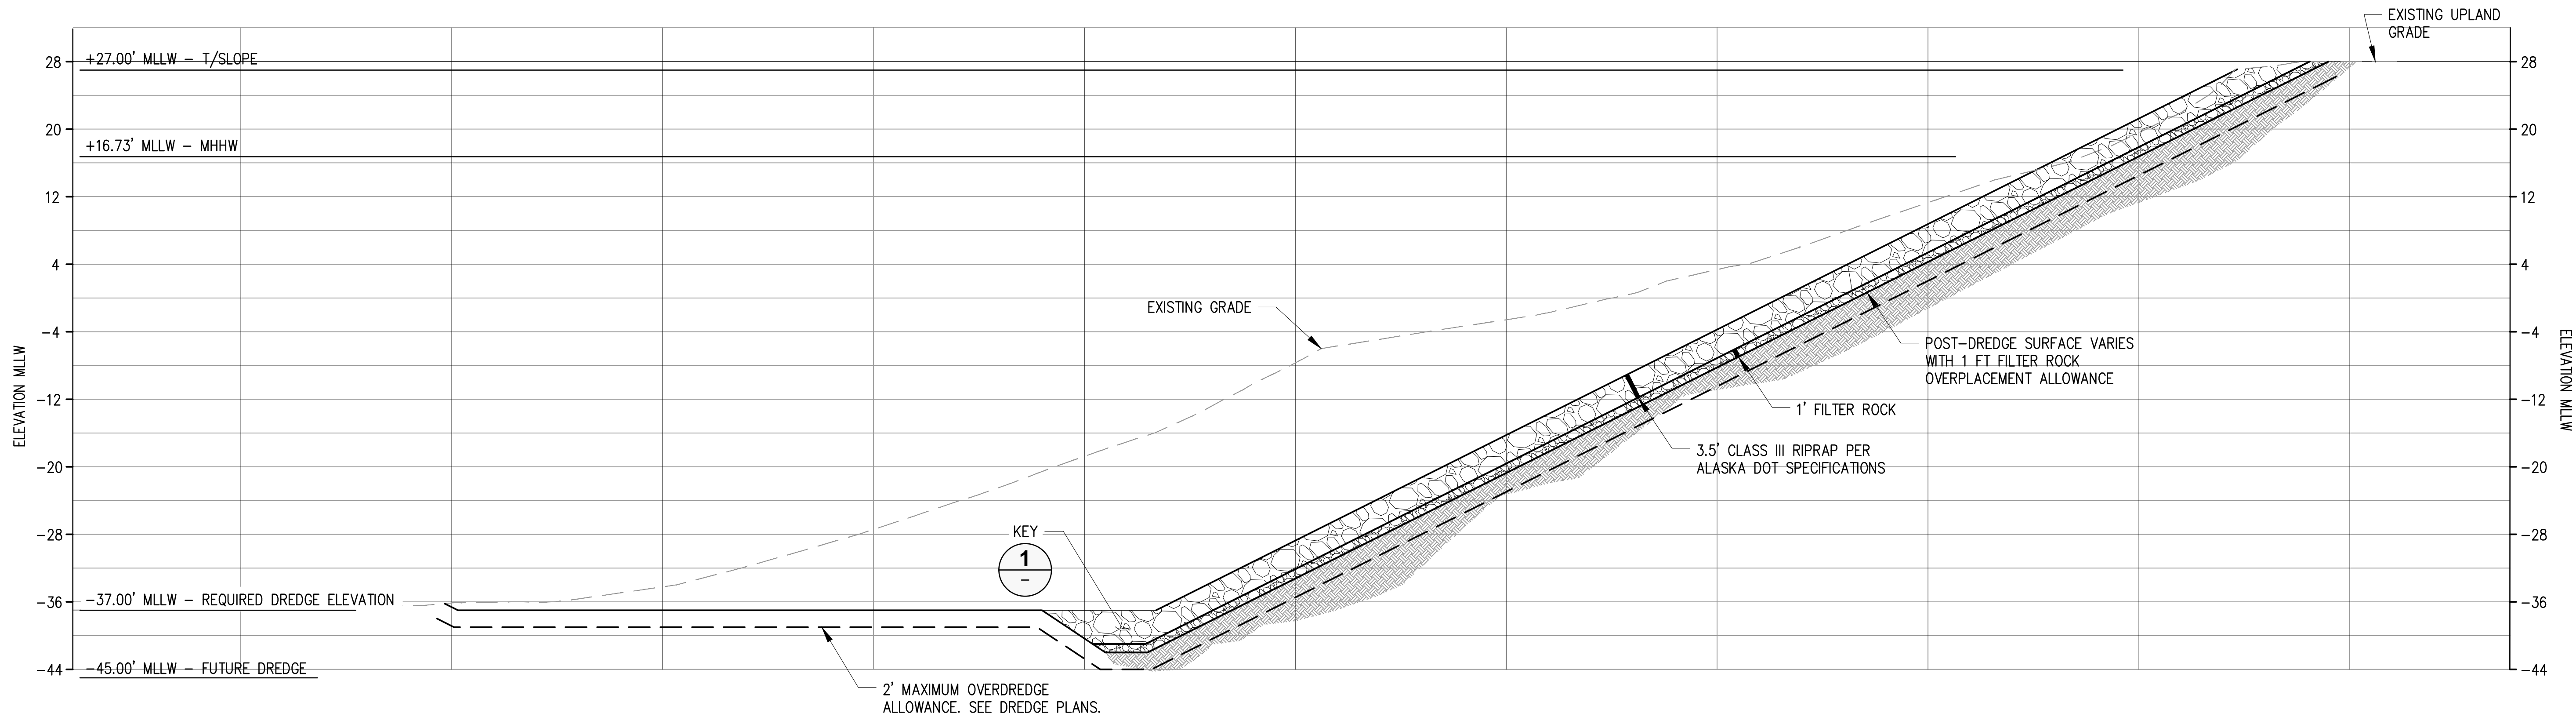 EXISTING UPLAND
GRADE
+27.00' MLLW - T/SLOPE
28
28
20
20
+16.73' MLLW - MHHW
12
12
4
4
EXISTING GRADE
-4
-4
POST-DREDGE SURFACE VARIES
WITH 1 FT FILTER ROCK
OVERPLACEMENT ALLOWANCE
ELEVATION MLLW
ELEVATION MLLW
-12
-12
1' FILTER ROCK
3.5' CLASS III RIPRAP PER
ALASKA DOT SPECIFICATIONS
-20
-20
KEY
-28
-28
1
-
-37.00' MLLW - REQUIRED DREDGE ELEVATION
-36
-36
-45.00' MLLW - FUTURE DREDGE
-44
-44
2' MAXIMUM OVERDREDGE
ALLOWANCE. SEE DREDGE PLANS.